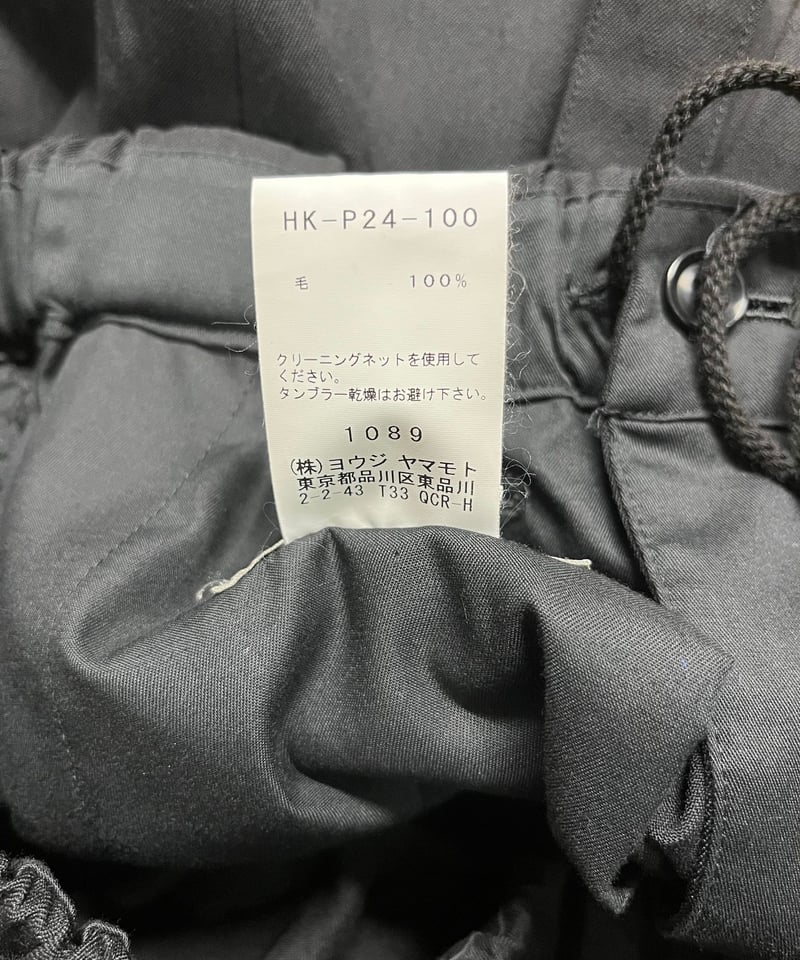 HK-P24-100
毛 100%
クリーニングネットを使用して
ください。
タンブラー乾燥はお避け下さい。
1089
(株)ヨウジ ヤマモト
東京都品川区東品川
2-2-43 T33 QCR-H